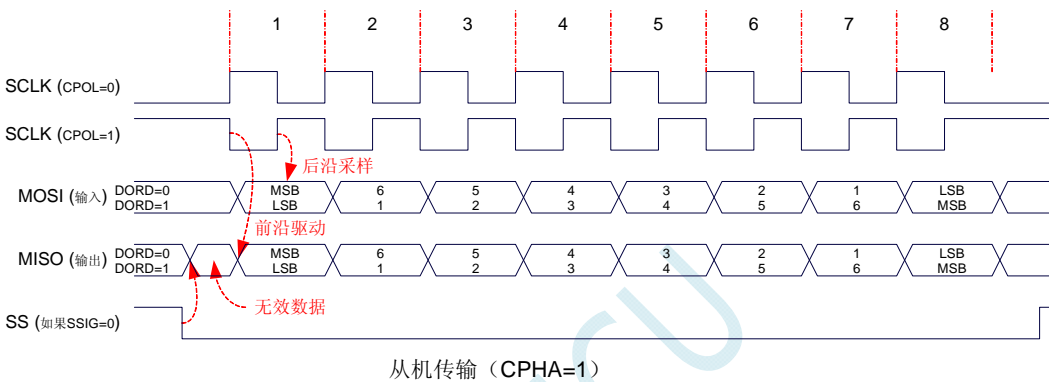 1 2 3 4 5 6 7 8
SCLK (CPOL=0)
SCLK (CPOL=1)
后沿采样
MOSI (输入) DORD=0 MSB 6 5 4 3 2 1 LSB
DORD=1 LSB 1 2 3 4 5 6 MSB
前沿驱动
MISO (输出) DORD=0 MSB 6 5 4 3 2 1 LSB
DORD=1 LSB 1 2 3 4 5 6 MSB
无效数据
SS (如果SSIG=0)
从机传输（CPHA=1）